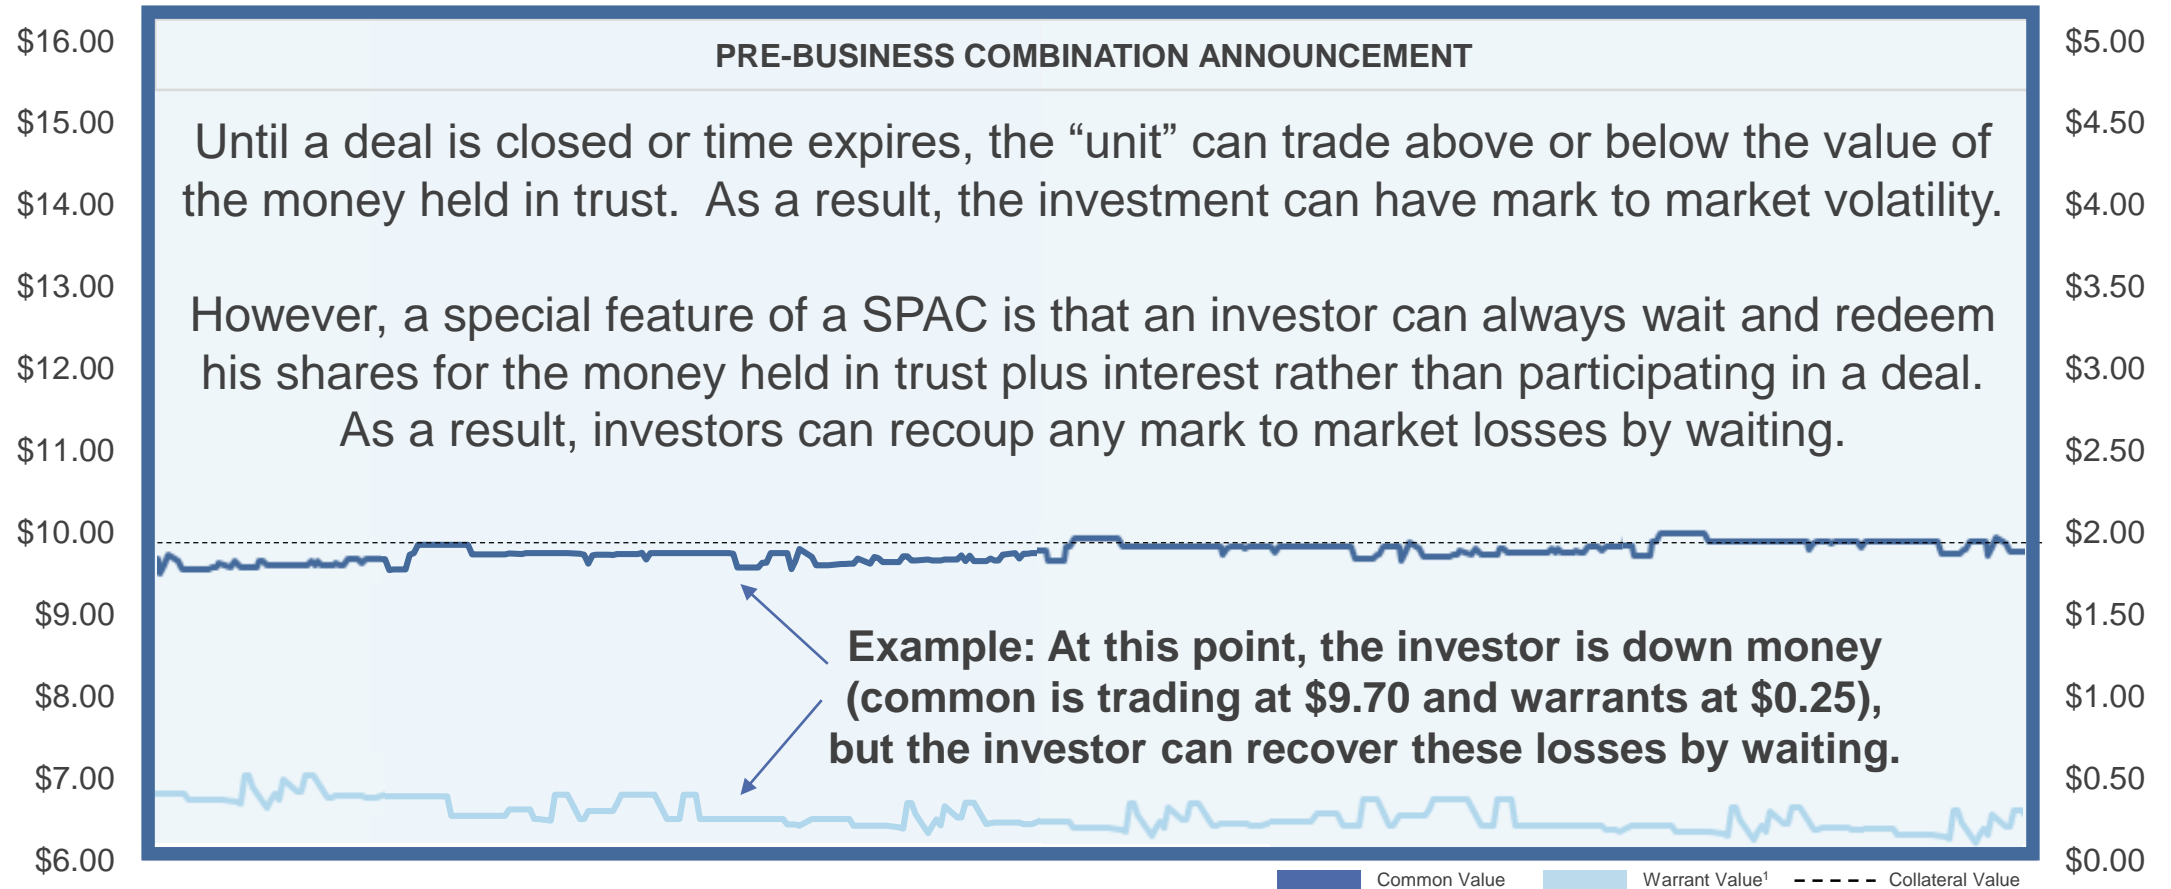 PRE-BUSINESS COMBINATION ANNOUNCEMENT
$16.00
$15.00
$14.00
$13.00
$12.00
$11.00
$10.00
$9.00
$8.00
$7.00
$6.00
Until a deal is closed or time expires, the “unit” can trade above or below the value of
the money held in trust.  As a result, the investment can have mark to market volatility.
However, a special feature of a SPAC is that an investor can always wait and redeem
his shares for the money held in trust plus interest rather than participating in a deal.
As a result, investors can recoup any mark to market losses by waiting.
Example: At this point, the investor is down money
(common is trading at $9.70 and warrants at $0.25),
but the investor can recover these losses by waiting.
$5.00
$4.50
$4.00
$3.50
$3.00
$2.50
$2.00
$1.50
$1.00
$0.50
$0.00
Common Value
Warrant Value¹
Collateral Value